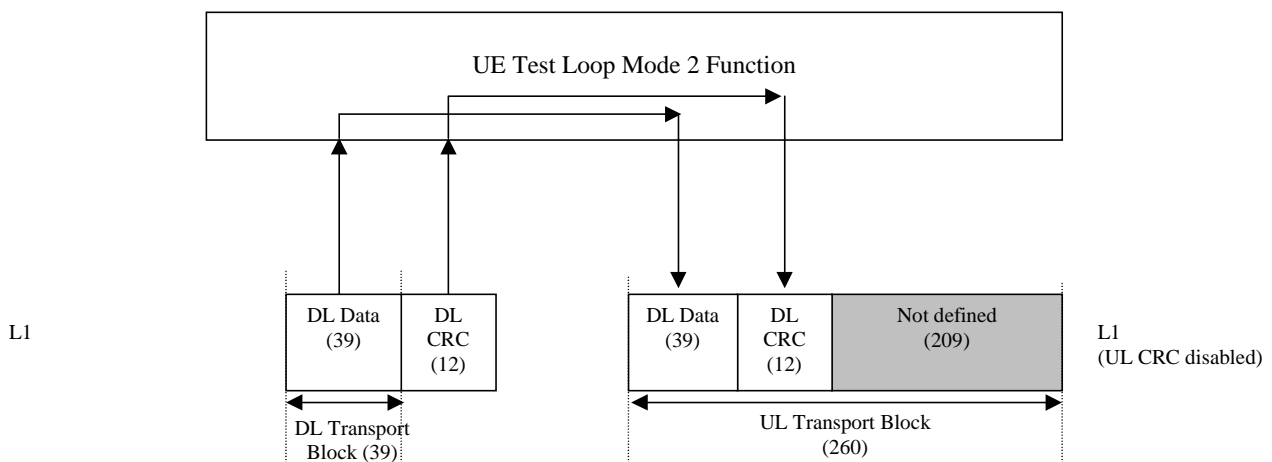 UE Test Loop Mode 2 Function
L1
DL Data
(39)
DL
CRC
(12)
DL Transport
Block (39)
DL Data
(39)
DL
CRC
(12)
Not defined
(209)
UL Transport Block
(260)
L1
(UL CRC disabled)